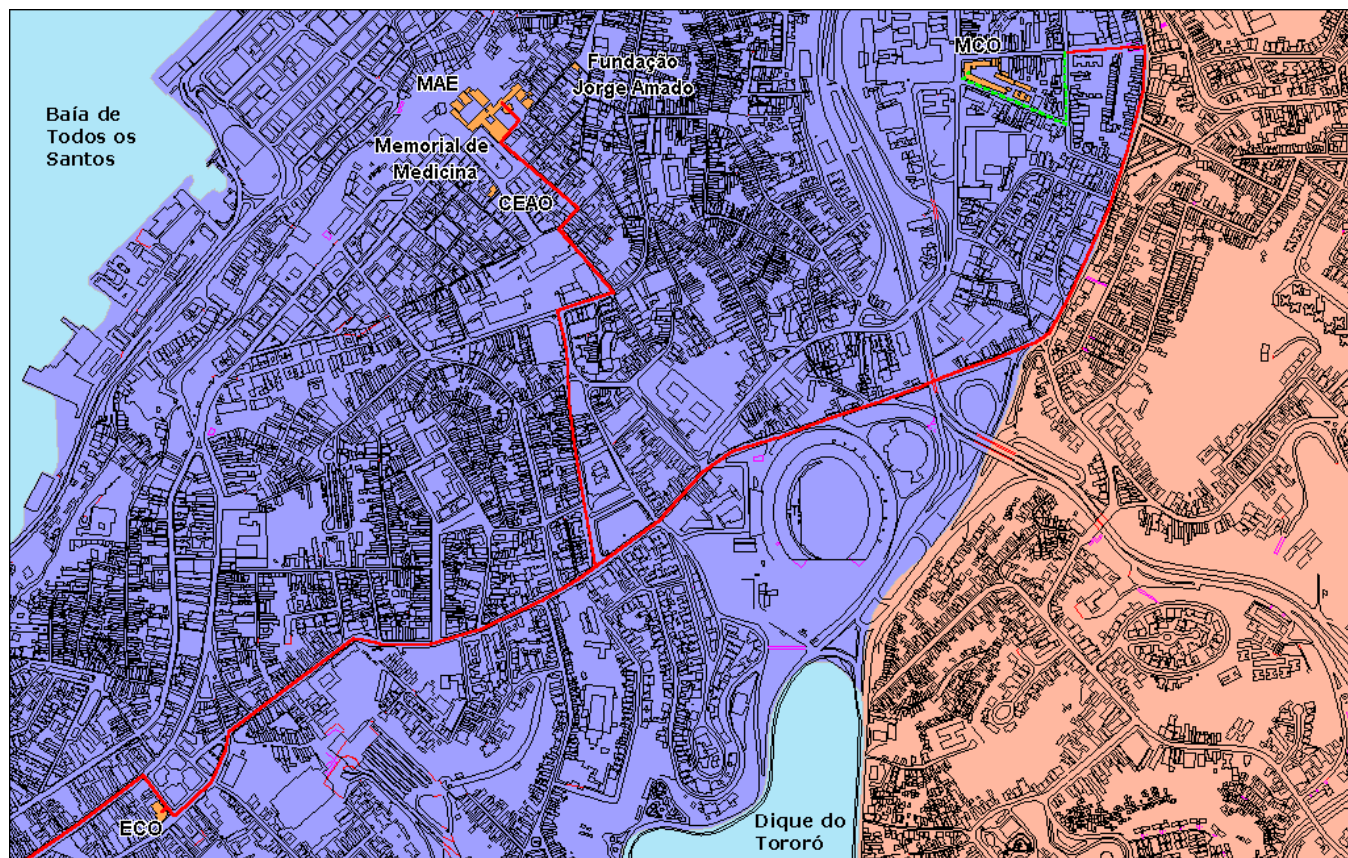 MCO
Fundação
Jorge Amado
MAE
Baía de
Todos os
Santos
Memorial de
Medicina
CEAO
ECO
Dique do
Tororó